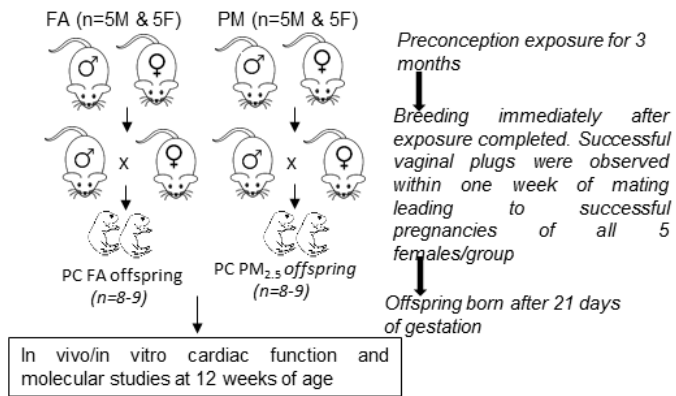 FA (n=5M & 5F)
PM (n=5M & 5F)
♂ ♀ ♂ ♀
♂ X ♀ ♂ X ♀
PC FA offspring
(n=8-9)
PC PM₂.₅ offspring
(n=8-9)
In vivo/in vitro cardiac function and
molecular studies at 12 weeks of age
Preconception exposure for 3
months
Breeding immediately after
exposure completed. Successful
vaginal plugs were observed
within one week of mating
leading to successful
pregnancies of all 5
females/group
Offspring born after 21 days
of gestation